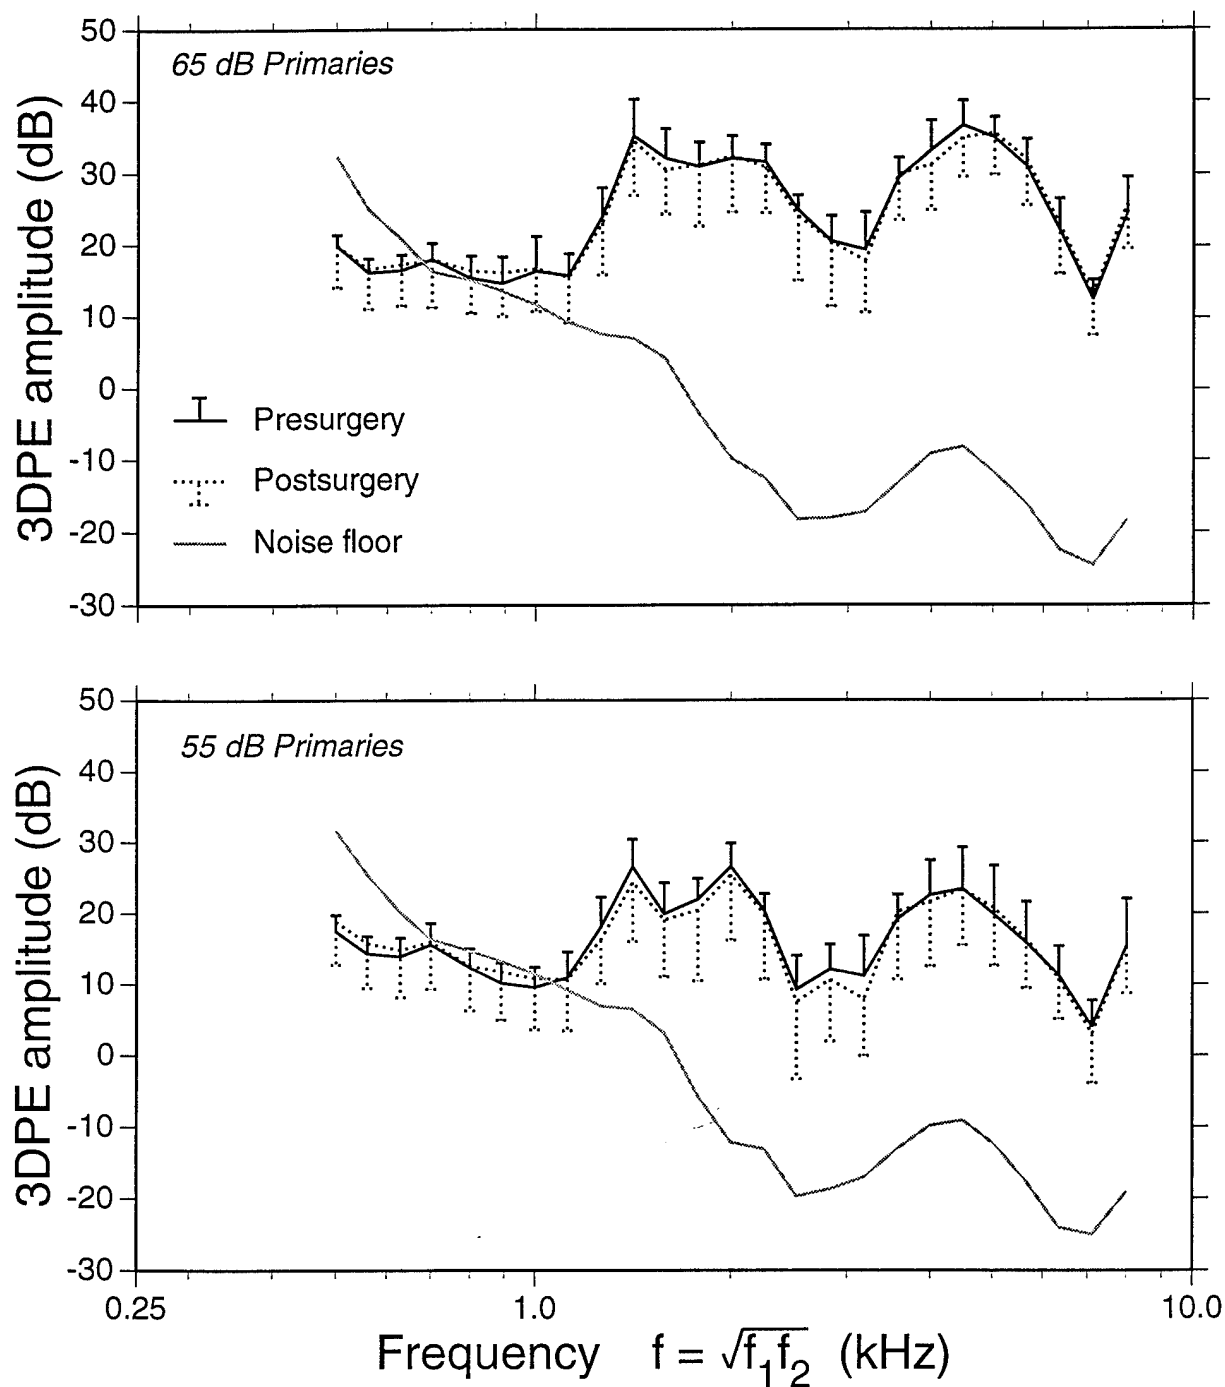 50
65 dB Primaries
40
30
20
10
0
-10
-20
-30
3DPE amplitude (dB)
Presurgery
Postsurgery
Noise floor
50
55 dB Primaries
40
30
20
10
0
-10
-20
-30
3DPE amplitude (dB)
0.25 1.0 10.0
Frequency f = √f₁f₂ (kHz)